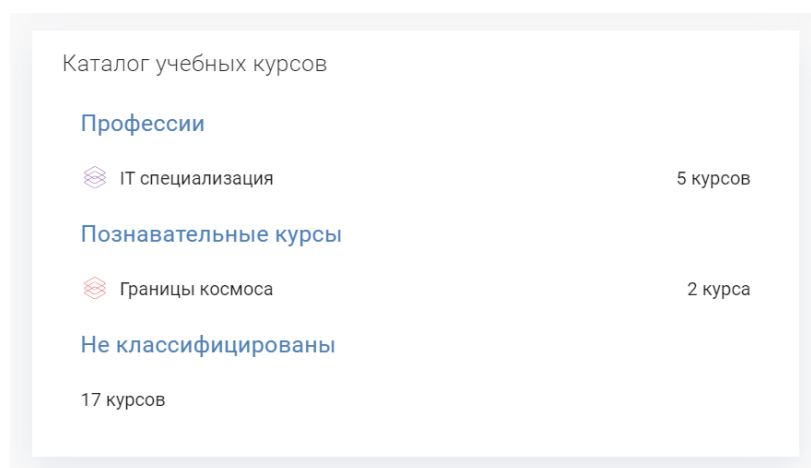 Каталог учебных курсов
Профессии
IT специализация 5 курсов
Познавательные курсы
Границы космоса 2 курса
Не классифицированы
17 курсов